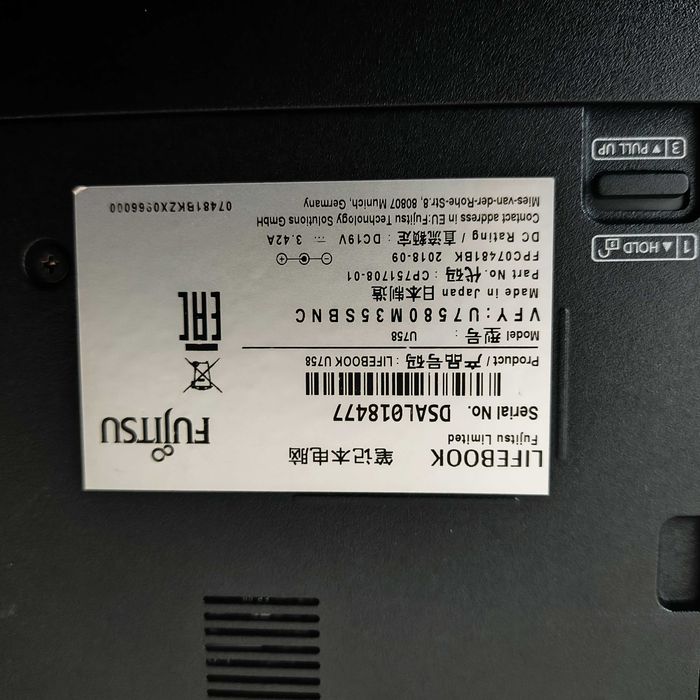 LIFEBOOK 笔记本电脑
Fujitsu Limited
FUJITSU
Serial No. DSAL018477
Product / 产品号码 : LIFEBOOK U758
Model 型号 : U758
VFY:U7580M35SBNC
Made in Japan 日本制造
Part No. 代码 : CP751708-01
FPC07481BK 2018-09
DC Rating / 直流额定 : DC19V ⎓ 3.42A
Contact address in EU:Fujitsu Technology Solutions GmbH
Mies-van-der-Rohe-Str.8, 80807 Munich, Germany
07481BKZX0966000
EAC
1 ▲ HOLD
3 ▼ PULL UP